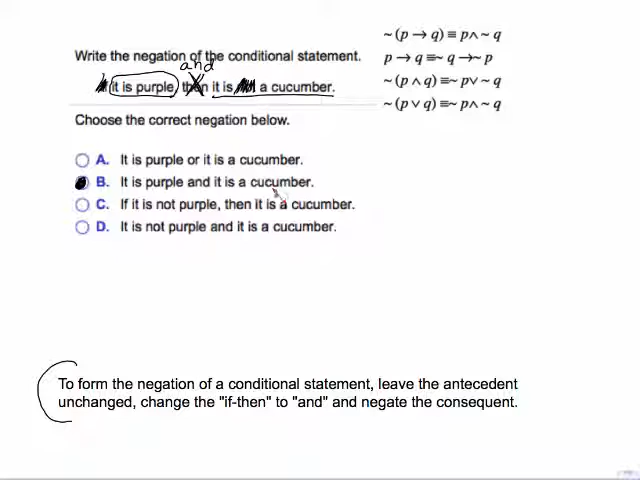 ~ (p → q) ≡ p∧ ~ q
Write the negation of the conditional statement.
p → q ≡~ q →~ p
and
it is purple, then it is a cucumber.
~ (p ∧ q) ≡~ p∨ ~ q
~ (p ∨ q) ≡~ p∧ ~ q
Choose the correct negation below.
A. It is purple or it is a cucumber.
B. It is purple and it is a cucumber.
C. If it is not purple, then it is a cucumber.
D. It is not purple and it is a cucumber.
To form the negation of a conditional statement, leave the antecedent
unchanged, change the "if-then" to "and" and negate the consequent.